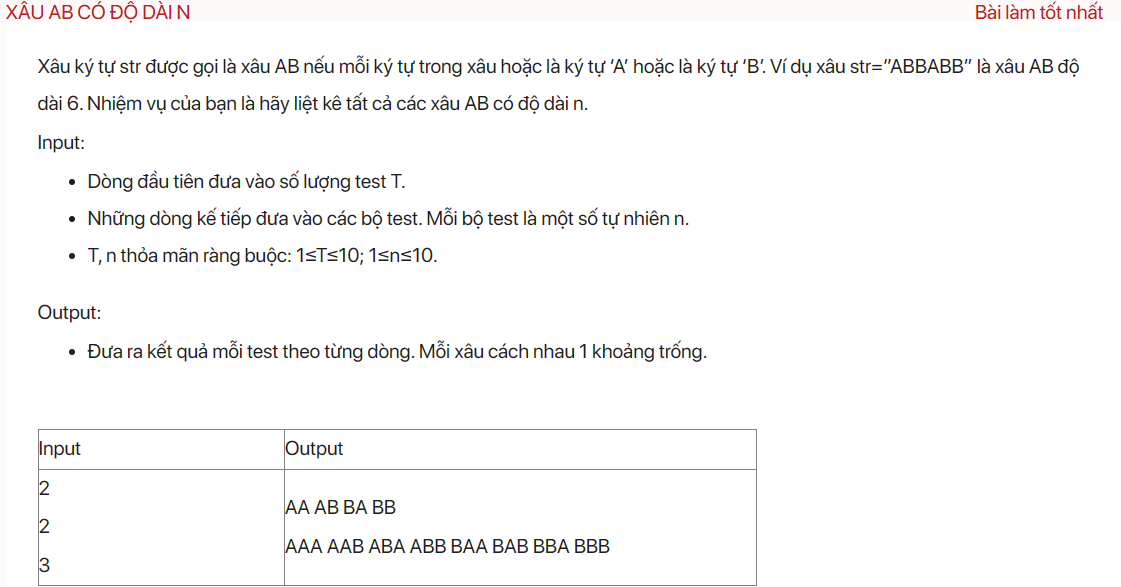 XÂU AB CÓ ĐỘ DÀI N
Bài làm tốt nhất
Xâu ký tự str được gọi là xâu AB nếu mỗi ký tự trong xâu hoặc là ký tự ‘A’ hoặc là ký tự ‘B’. Ví dụ xâu str=”ABBABB” là xâu AB độ
dài 6. Nhiệm vụ của bạn là hãy liệt kê tất cả các xâu AB có độ dài n.
Input:
• Dòng đầu tiên đưa vào số lượng test T.
• Những dòng kế tiếp đưa vào các bộ test. Mỗi bộ test là một số tự nhiên n.
• T, n thỏa mãn ràng buộc: 1≤T≤10; 1≤n≤10.
Output:
• Đưa ra kết quả mỗi test theo từng dòng. Mỗi xâu cách nhau 1 khoảng trống.
Input
Output
2
2
3
AA AB BA BB
AAA AAB ABA ABB BAA BAB BBA BBB